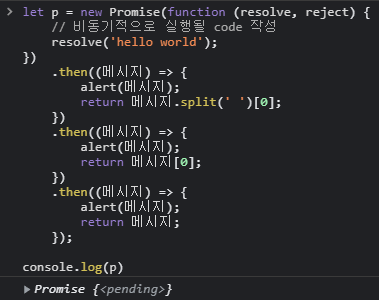 let p = new Promise(function (resolve, reject) {
    // 비동기적으로 실행될 code 작성
    resolve('hello world');
})
    .then((메시지) => {
        alert(메시지);
        return 메시지.split(' ')[0];
    })
    .then((메시지) => {
        alert(메시지);
        return 메시지[0];
    })
    .then((메시지) => {
        alert(메시지);
        return 메시지;
    });

console.log(p)
Promise {<pending>}